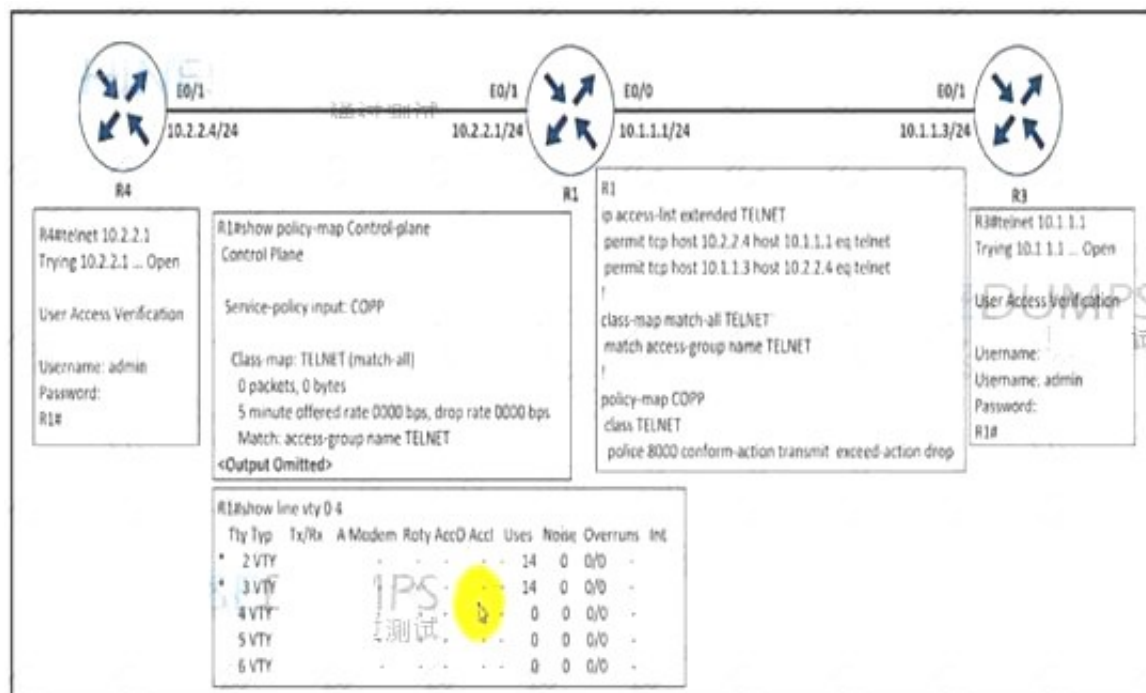 E0/1
10.2.2.4/24
E0/1
10.2.2.1/24
E0/0
10.1.1.1/24
E0/1
10.1.1.3/24
R4
R1
R3
R4#telnet 10.2.2.1
Trying 10.2.2.1 ... Open
User Access Verification
Username: admin
Password:
R1#
R1#show policy-map Control-plane
Control Plane
Service-policy input: COPP
Class-map: TELNET (match-all)
0 packets, 0 bytes
5 minute offered rate 0000 bps, drop rate 0000 bps
Match: access-group name TELNET
<Output Omitted>
R1
ip access-list extended TELNET
permit tcp host 10.2.2.4 host 10.1.1.1 eq telnet
permit tcp host 10.1.1.3 host 10.2.2.4 eq telnet
!
class-map match-all TELNET
match access-group name TELNET
!
policy-map COPP
class TELNET
police 8000 conform-action transmit exceed-action drop
R3#telnet 10.1.1.1
Trying 10.1.1.1 ... Open
User Access Verification
Username:
Username: admin
Password:
R1#
R1#show line vty 0 4
Tty Typ Tx/Rx A Modem Roty AccO AccI Uses Noise Overruns Int
* 2 VTY - - - - - 14 0 0/0 -
* 3 VTY - - - - - 14 0 0/0 -
4 VTY - - - - - 0 0 0/0 -
5 VTY - - - - - 0 0 0/0 -
6 VTY - - - - - 0 0 0/0 -
DUMPS
测试